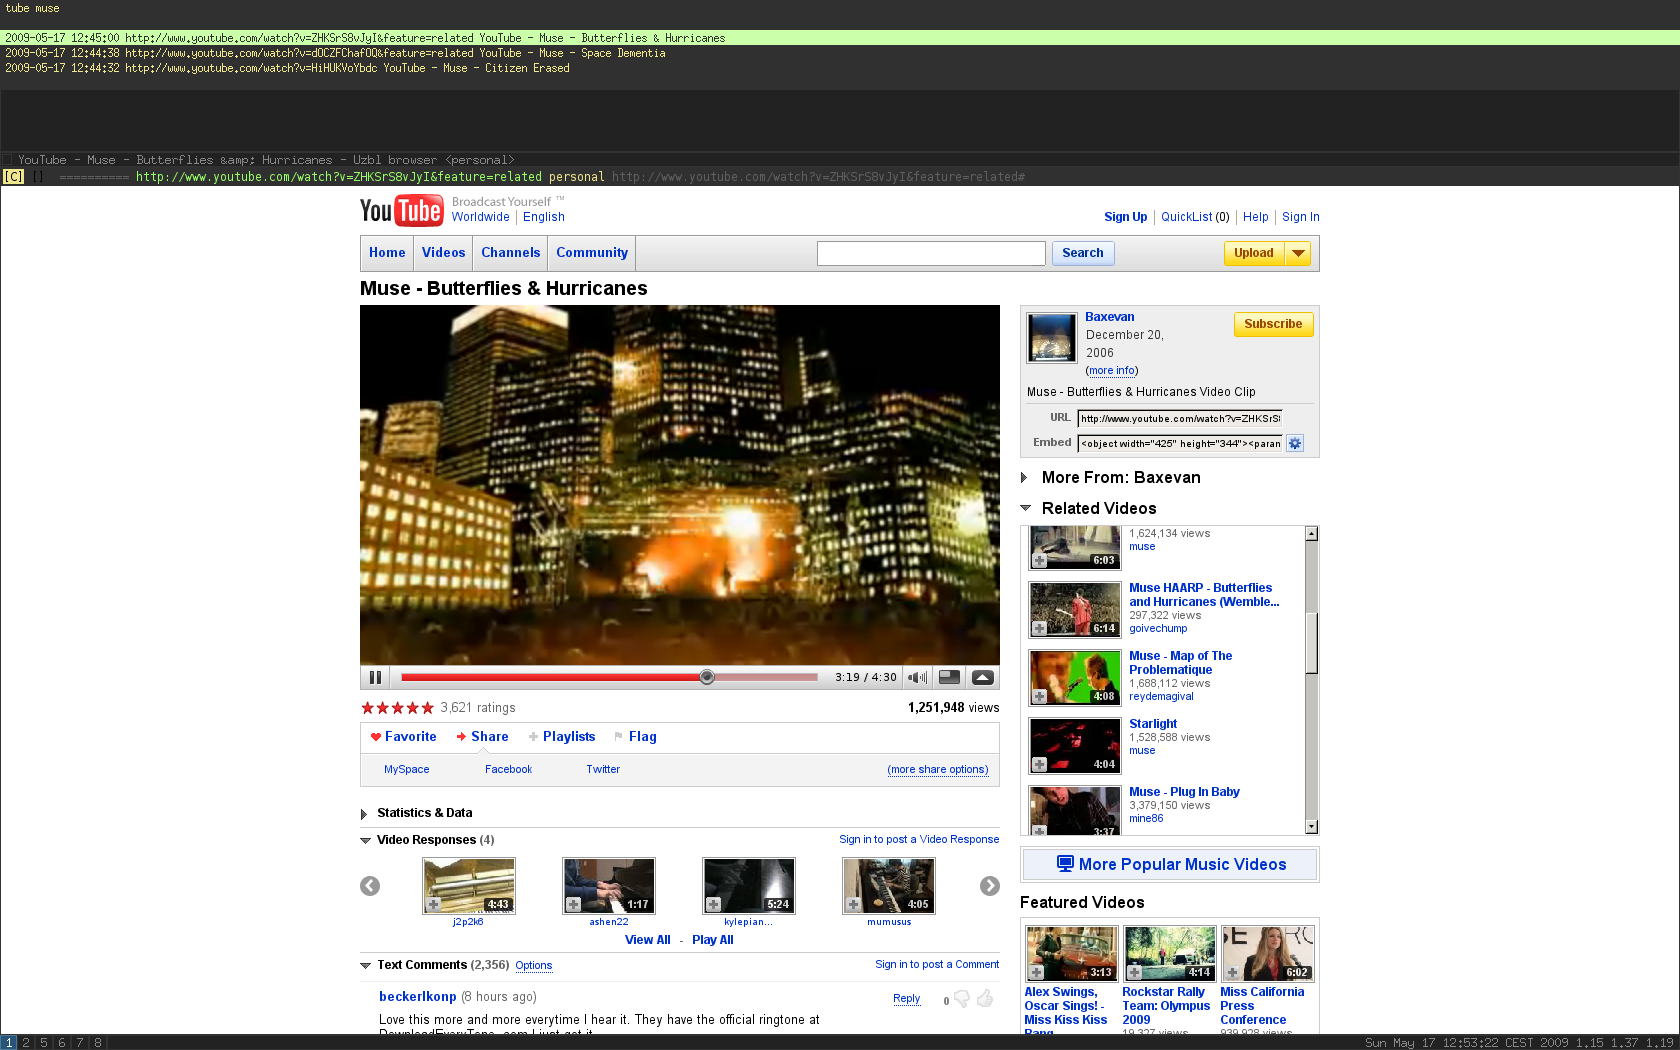 tube muse
2009-05-17 12:45:00 http://www.youtube.com/watch?v=ZHKSrS8vJyI&feature=related YouTube - Muse - Butterflies & Hurricanes
2009-05-17 12:44:38 http://www.youtube.com/watch?v=dOCZFChafOQ&feature=related YouTube - Muse - Space Dementia
2009-05-17 12:44:32 http://www.youtube.com/watch?v=HiHUKVoYbdc YouTube - Muse - Citizen Erased
YouTube - Muse - Butterflies &amp; Hurricanes - Uzbl browser <personal>
[C] [] ========== http://www.youtube.com/watch?v=ZHKSrS8vJyI&feature=related personal http://www.youtube.com/watch?v=ZHKSrS8vJyI&feature=related#
YouTube Broadcast Yourself ™
Worldwide | English
Sign Up | QuickList (0) | Help | Sign In
Home Videos Channels Community Search Upload
Muse - Butterflies & Hurricanes
3:19 / 4:30
3,621 ratings
1,251,948 views
Favorite Share Playlists Flag
MySpace Facebook Twitter (more share options)
Statistics & Data
Video Responses (4) Sign in to post a Video Response
4:43 1:17 5:24 4:05
j2p2k6 ashen22 kylepian... mumusus
View All - Play All
Text Comments (2,356) Options Sign in to post a Comment
beckerlkonp (8 hours ago) Reply 0
Love this more and more everytime I hear it. They have the official ringtone at
DownloadEveryTone .com I just got it
Baxevan
Subscribe
December 20,
2006
(more info)
Muse - Butterflies & Hurricanes Video Clip
URL http://www.youtube.com/watch?v=ZHKSrS8
Embed <object width="425" height="344"><param
More From: Baxevan
Related Videos
6:03
1,624,134 views
muse
6:14
Muse HAARP - Butterflies
and Hurricanes (Wemble...
297,322 views
goivechump
4:08
Muse - Map of The
Problematique
1,688,112 views
reydemagival
4:04
Starlight
1,528,588 views
muse
3:37
Muse - Plug In Baby
3,379,150 views
mine86
More Popular Music Videos
Featured Videos
3:13 4:14 6:02
Alex Swings,
Oscar Sings! -
Miss Kiss Kiss
Bang
Rockstar Rally
Team: Olympus
2009
19,327 views
Miss California
Press
Conference
939,928 views
1 2 5 6 7 8
Sun May 17 12:53:22 CEST 2009 1.15 1.37 1.19